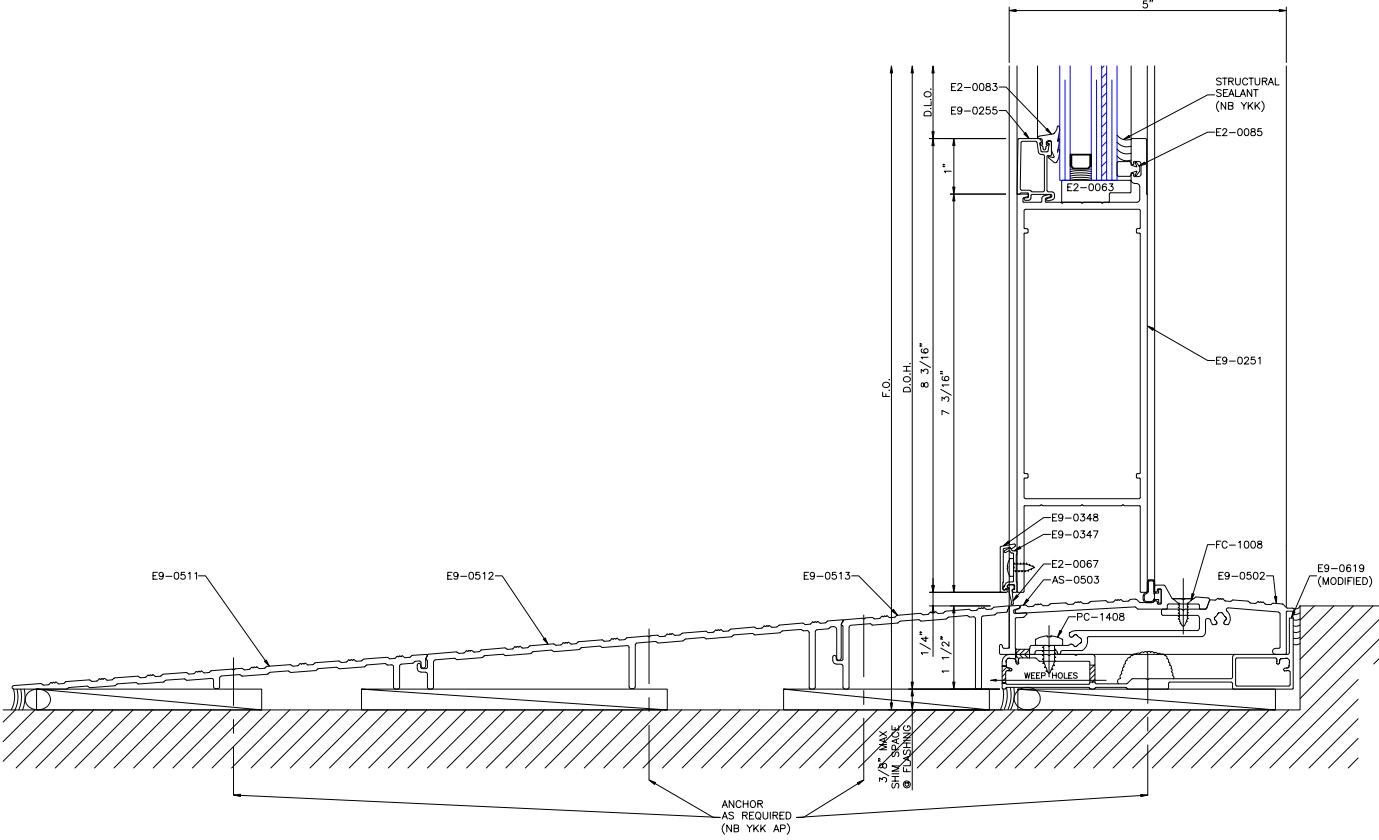 5"
STRUCTURAL
SEALANT
(NB YKK)
E2-0083
E9-0255
E2-0085
D.L.O.
1"
E2-0063
F.O.
D.O.H.
8 3/16"
7 3/16"
E9-0251
E9-0348
E9-0347
FC-1008
E9-0511
E9-0512
E9-0513
E2-0067
AS-0503
E9-0502
E9-0619
(MODIFIED)
PC-1408
1/4"
1 1/2"
WEEP HOLES
3/8" MAX
SHIM SPACE
@ FLASHING
ANCHOR
AS REQUIRED
(NB YKK AP)